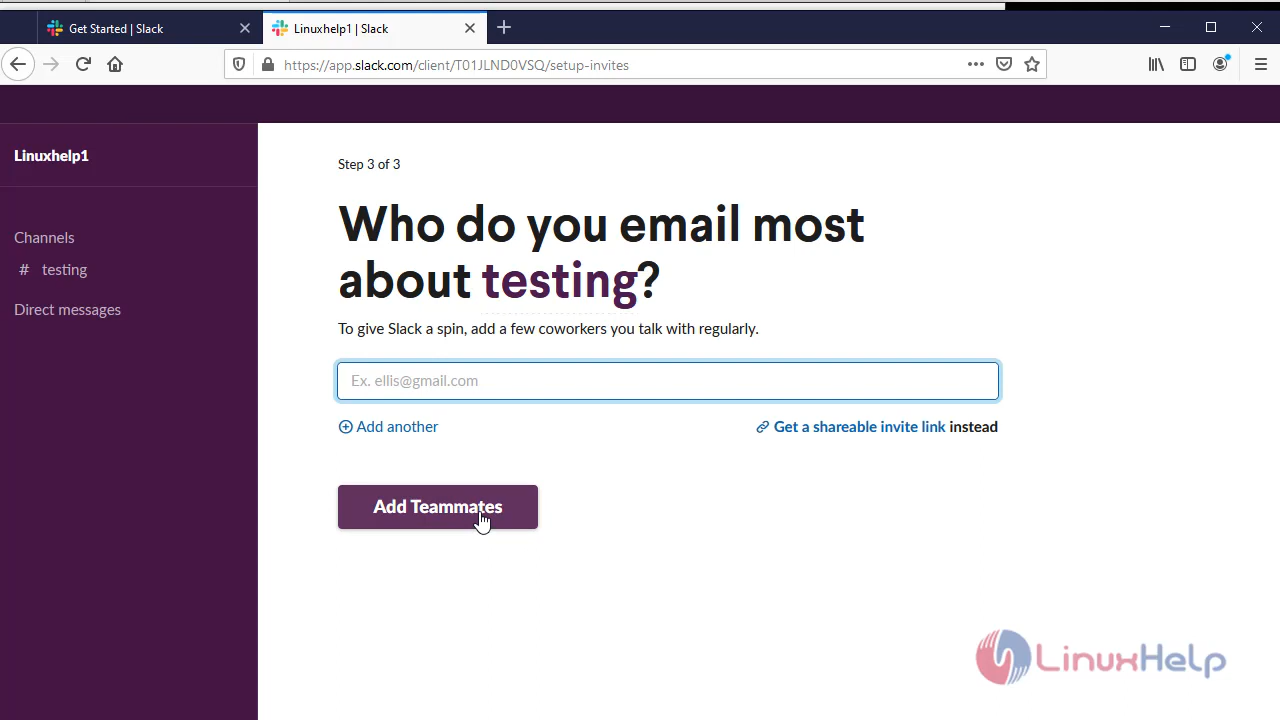 Get Started | Slack
Linuxhelp1 | Slack
https://app.slack.com/client/T01JLND0VSQ/setup-invites
Linuxhelp1
Channels
# testing
Direct messages
Step 3 of 3
Who do you email most
about testing?
To give Slack a spin, add a few coworkers you talk with regularly.
Ex. ellis@gmail.com
Add another
Get a shareable invite link instead
Add Teammates
LinuxHelp